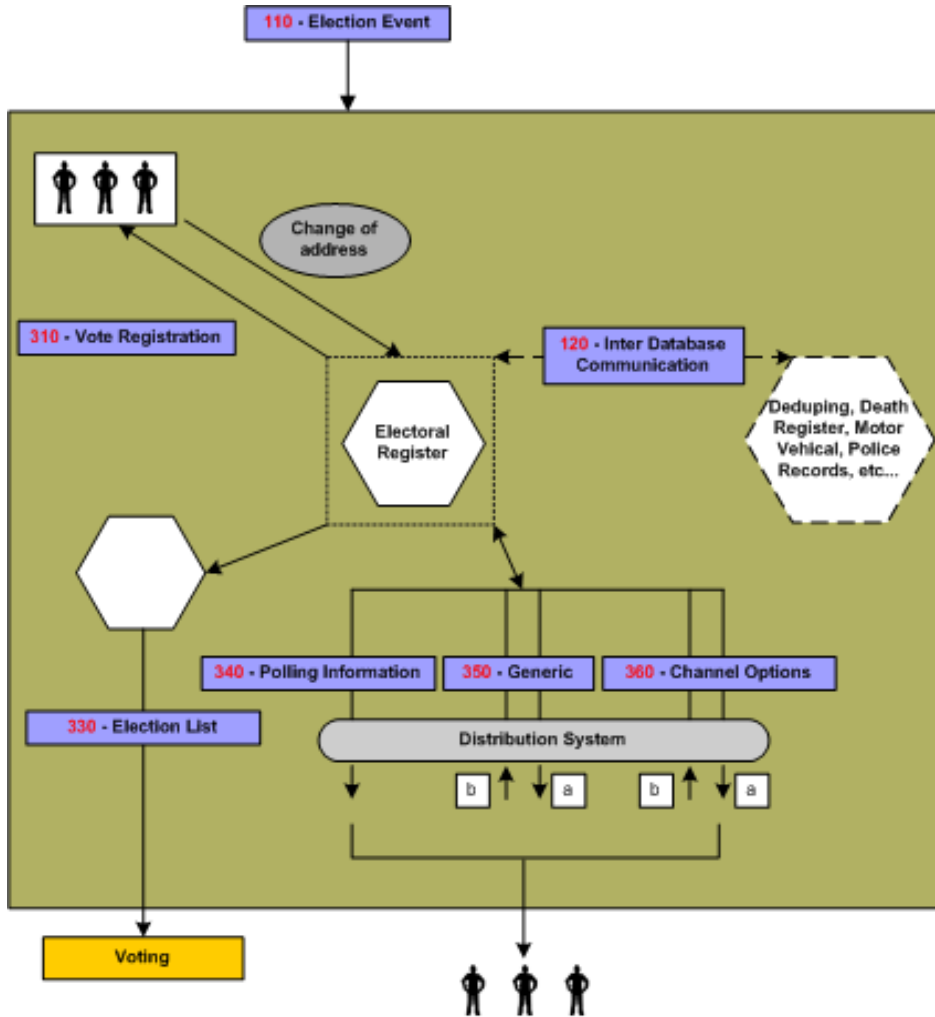 110 - Election Event
Change of
address
310 - Vote Registration
120 - Inter Database
Communication
Electoral
Register
Deduping, Death
Register, Motor
Vehical, Police
Records, etc...
340 - Polling Information
350 - Generic
360 - Channel Options
330 - Election List
Distribution System
b
a
b
a
Voting